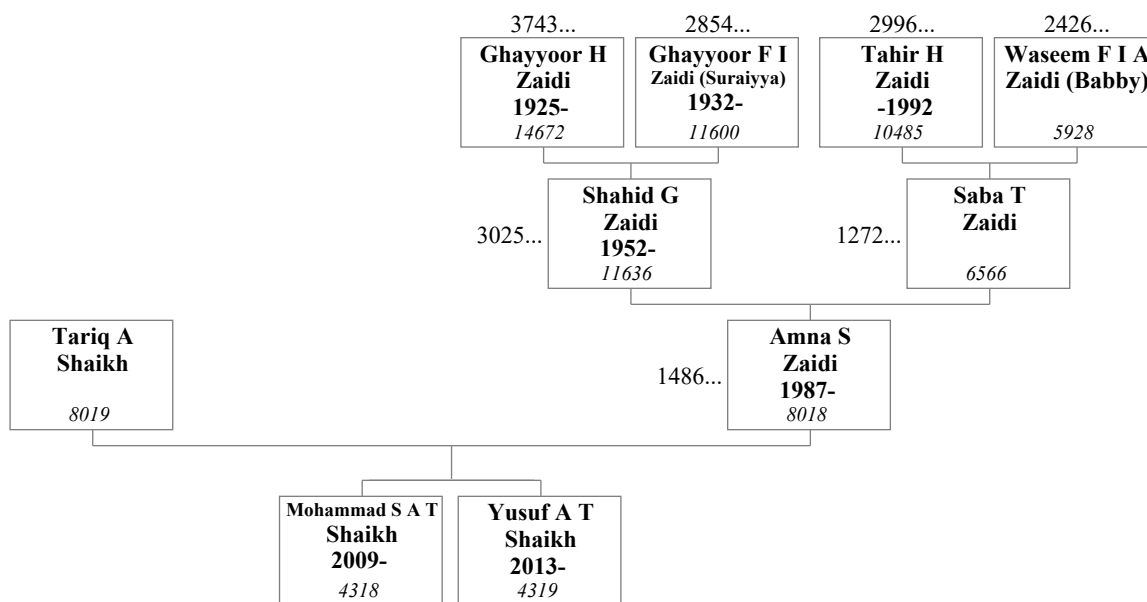 3743...
2854...
2996...
2426...
Ghayyoor H
Zaidi
1925-
14672
Ghayyoor F I
Zaidi (Suraiyya)
1932-
11600
Tahir H
Zaidi
-1992
10485
Waseem F I A
Zaidi (Babby)
5928
3025...
Shahid G
Zaidi
1952-
11636
1272...
Saba T
Zaidi
6566
Tariq A
Shaikh
8019
1486...
Amna S
Zaidi
1987-
8018
Mohammad S A T
Shaikh
2009-
4318
Yusuf A T
Shaikh
2013-
4319